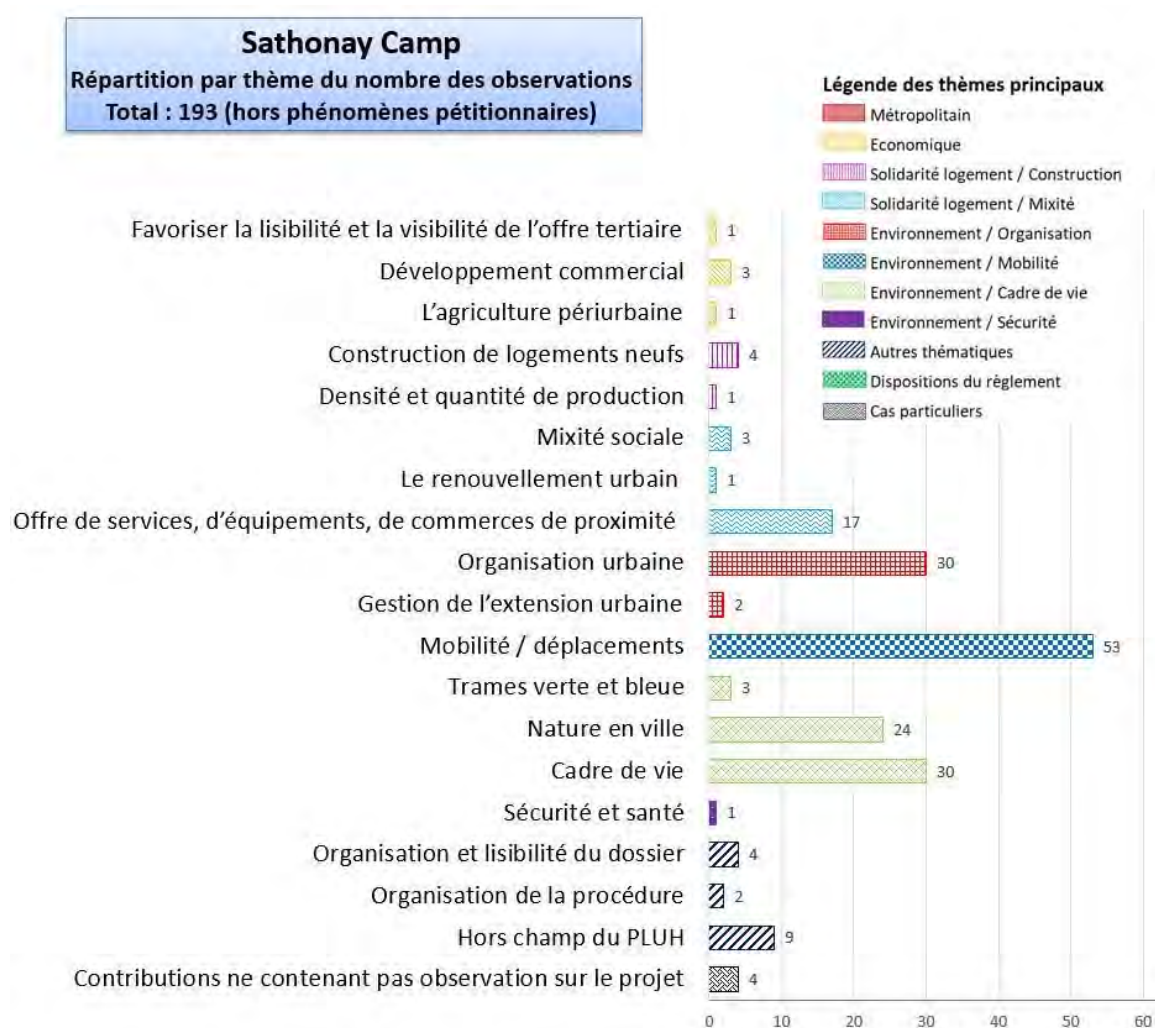 Sathonay Camp
Répartition par thème du nombre des observations
Total : 193 (hors phénomènes pétitionnaires)
Légende des thèmes principaux
Métropolitain
Economique
Solidarité logement / Construction
Solidarité logement / Mixité
Environnement / Organisation
Environnement / Mobilité
Environnement / Cadre de vie
Environnement / Sécurité
Autres thématiques
Dispositions du règlement
Cas particuliers
Favoriser la lisibilité et la visibilité de l'offre tertiaire 1
Développement commercial 3
L'agriculture périurbaine 1
Construction de logements neufs 4
Densité et quantité de production 1
Mixité sociale 3
Le renouvellement urbain 1
Offre de services, d'équipements, de commerces de proximité 17
Organisation urbaine 30
Gestion de l'extension urbaine 2
Mobilité / déplacements 53
Trames verte et bleue 3
Nature en ville 24
Cadre de vie 30
Sécurité et santé 1
Organisation et lisibilité du dossier 4
Organisation de la procédure 2
Hors champ du PLUH 9
Contributions ne contenant pas observation sur le projet 4
0 10 20 30 40 50 60